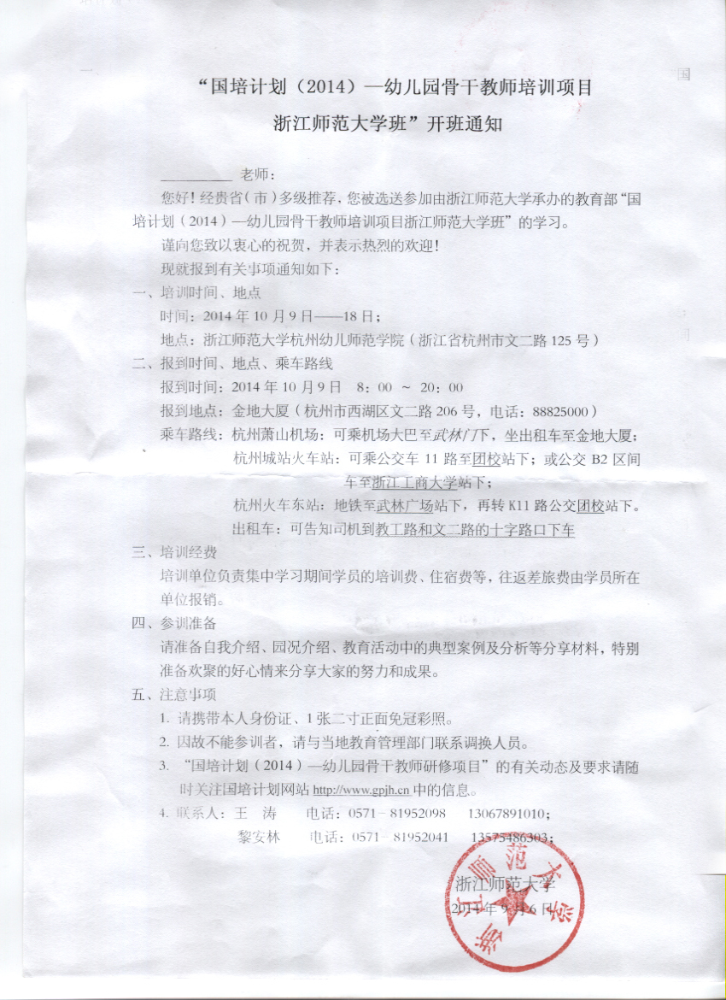 “国培计划（2014）—幼儿园骨干教师培训项目
浙江师范大学班”开班通知
________ 老师：
您好！经贵省（市）多级推荐，您被选送参加由浙江师范大学承办的教育部“国
培计划（2014）—幼儿园骨干教师培训项目浙江师范大学班”的学习。
谨向您致以衷心的祝贺，并表示热烈的欢迎！
现就报到有关事项通知如下：
一、培训时间、地点
时间：2014 年 10 月 9 日——18 日；
地点：浙江师范大学杭州幼儿师范学院（浙江省杭州市文二路 125 号）
二、报到时间、地点、乘车路线
报到时间：2014 年 10 月 9 日 8：00 ～ 20：00
报到地点：金地大厦（杭州市西湖区文二路 206 号，电话：88825000）
乘车路线：杭州萧山机场：可乘机场大巴至武林门下，坐出租车至金地大厦；
杭州城站火车站：可乘公交车 11 路至团校站下；或公交 B2 区间
车至浙江工商大学站下；
杭州火车东站：地铁至武林广场站下，再转 K11 路公交团校站下。
出租车：可告知司机到教工路和文二路的十字路口下车
三、培训经费
培训单位负责集中学习期间学员的培训费、住宿费等，往返差旅费由学员所在
单位报销。
四、参训准备
请准备自我介绍、园况介绍、教育活动中的典型案例及分析等分享材料，特别
准备欢聚的好心情来分享大家的努力和成果。
五、注意事项
1. 请携带本人身份证、1 张二寸正面免冠彩照。
2. 因故不能参训者，请与当地教育管理部门联系调换人员。
3. “国培计划（2014）—幼儿园骨干教师研修项目”的有关动态及要求请随
时关注国培计划网站 http://www.gpjh.cn 中的信息。
4. 联系人：王 涛 电话：0571－81952098 13067891010；
黎安林 电话：0571－81952041 13575486303；
浙江师范大学
2014 年 9 月 6 日
浙江师范大学